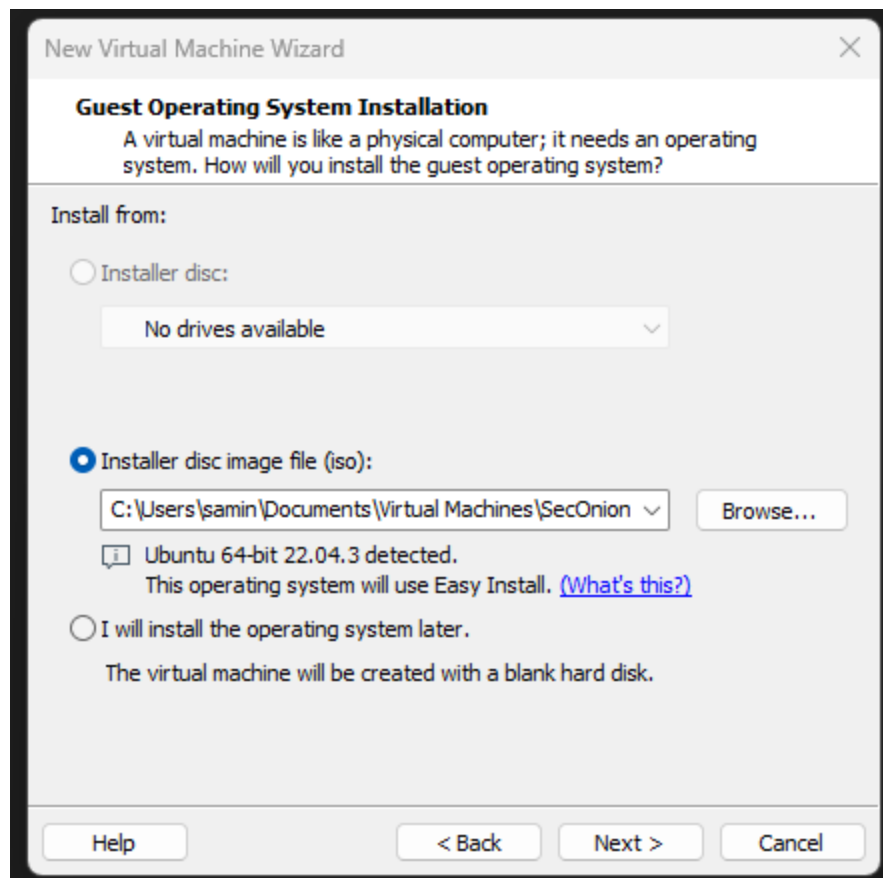 New Virtual Machine Wizard
Guest Operating System Installation
A virtual machine is like a physical computer; it needs an operating
system. How will you install the guest operating system?
Install from:
Installer disc:
No drives available
Installer disc image file (iso):
C:\Users\samin\Documents\Virtual Machines\SecOnion
Browse...
Ubuntu 64-bit 22.04.3 detected.
This operating system will use Easy Install. (What's this?)
I will install the operating system later.
The virtual machine will be created with a blank hard disk.
Help
< Back
Next >
Cancel